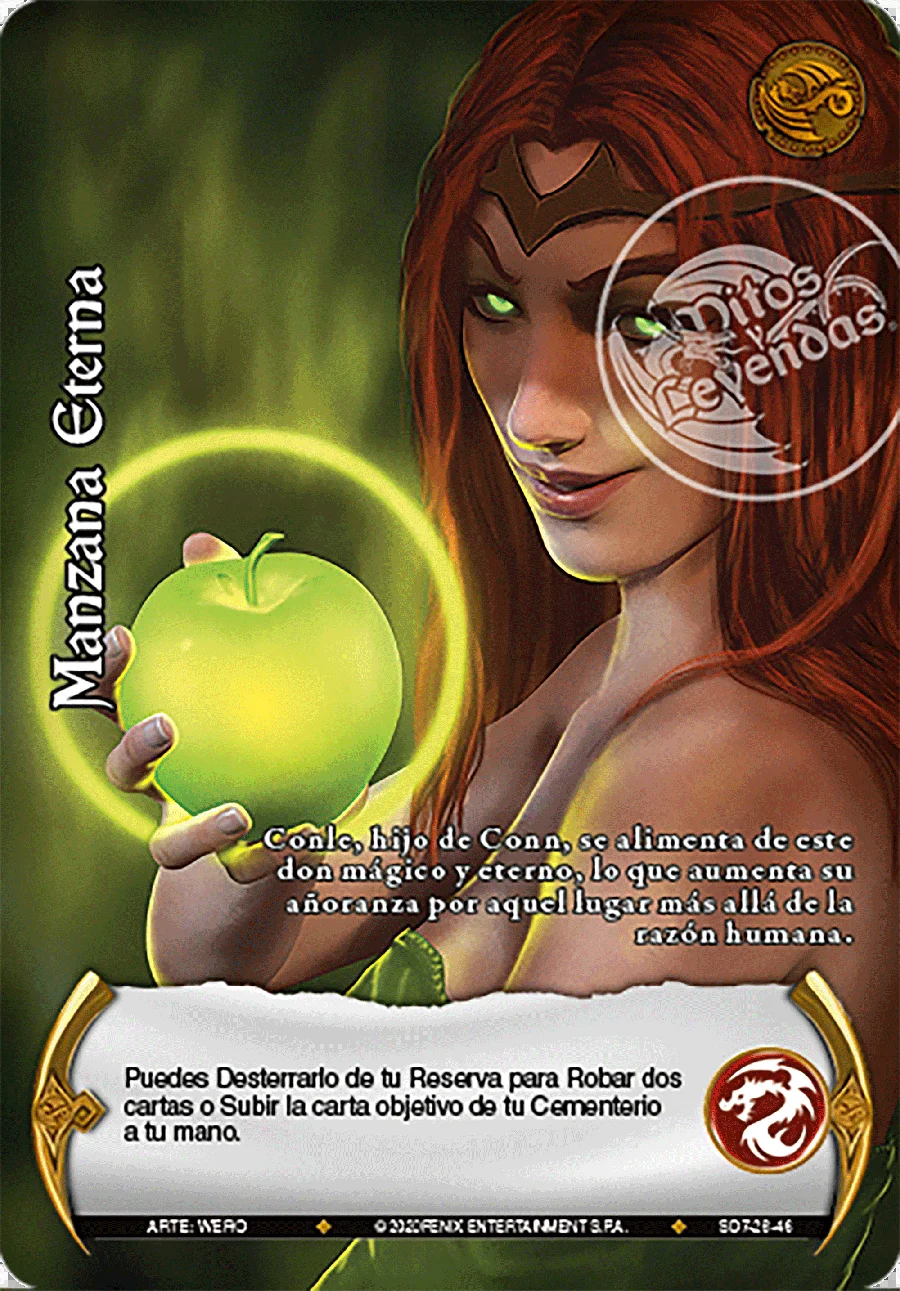 Manzana Eterna
Mitos
y
Leyendas
Conle, hijo de Conn, se alimenta de este
don mágico y eterno, lo que aumenta su
añoranza por aquel lugar más allá de la
razón humana.
Puedes Desterrarlo de tu Reserva para Robar dos
cartas o Subir la carta objetivo de tu Cementerio
a tu mano.
ARTE: WERO © 2020 FENIX ENTERTAINMENT S.P.A. SO7-28-46